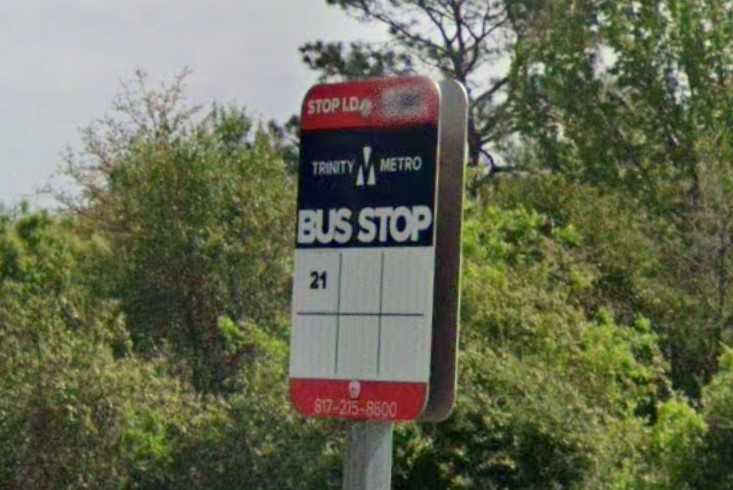 STOP I.D.
TRINITY METRO
BUS STOP
21
817-215-8600